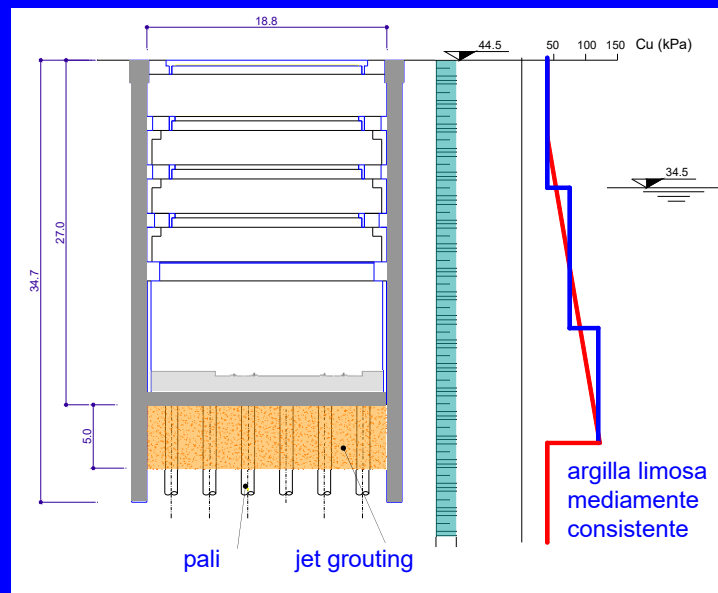 18.8
44.5
50 100 150 Cu (kPa)
34.5
27.0
34.7
5.0
argilla limosa
mediamente
consistente
pali
jet grouting